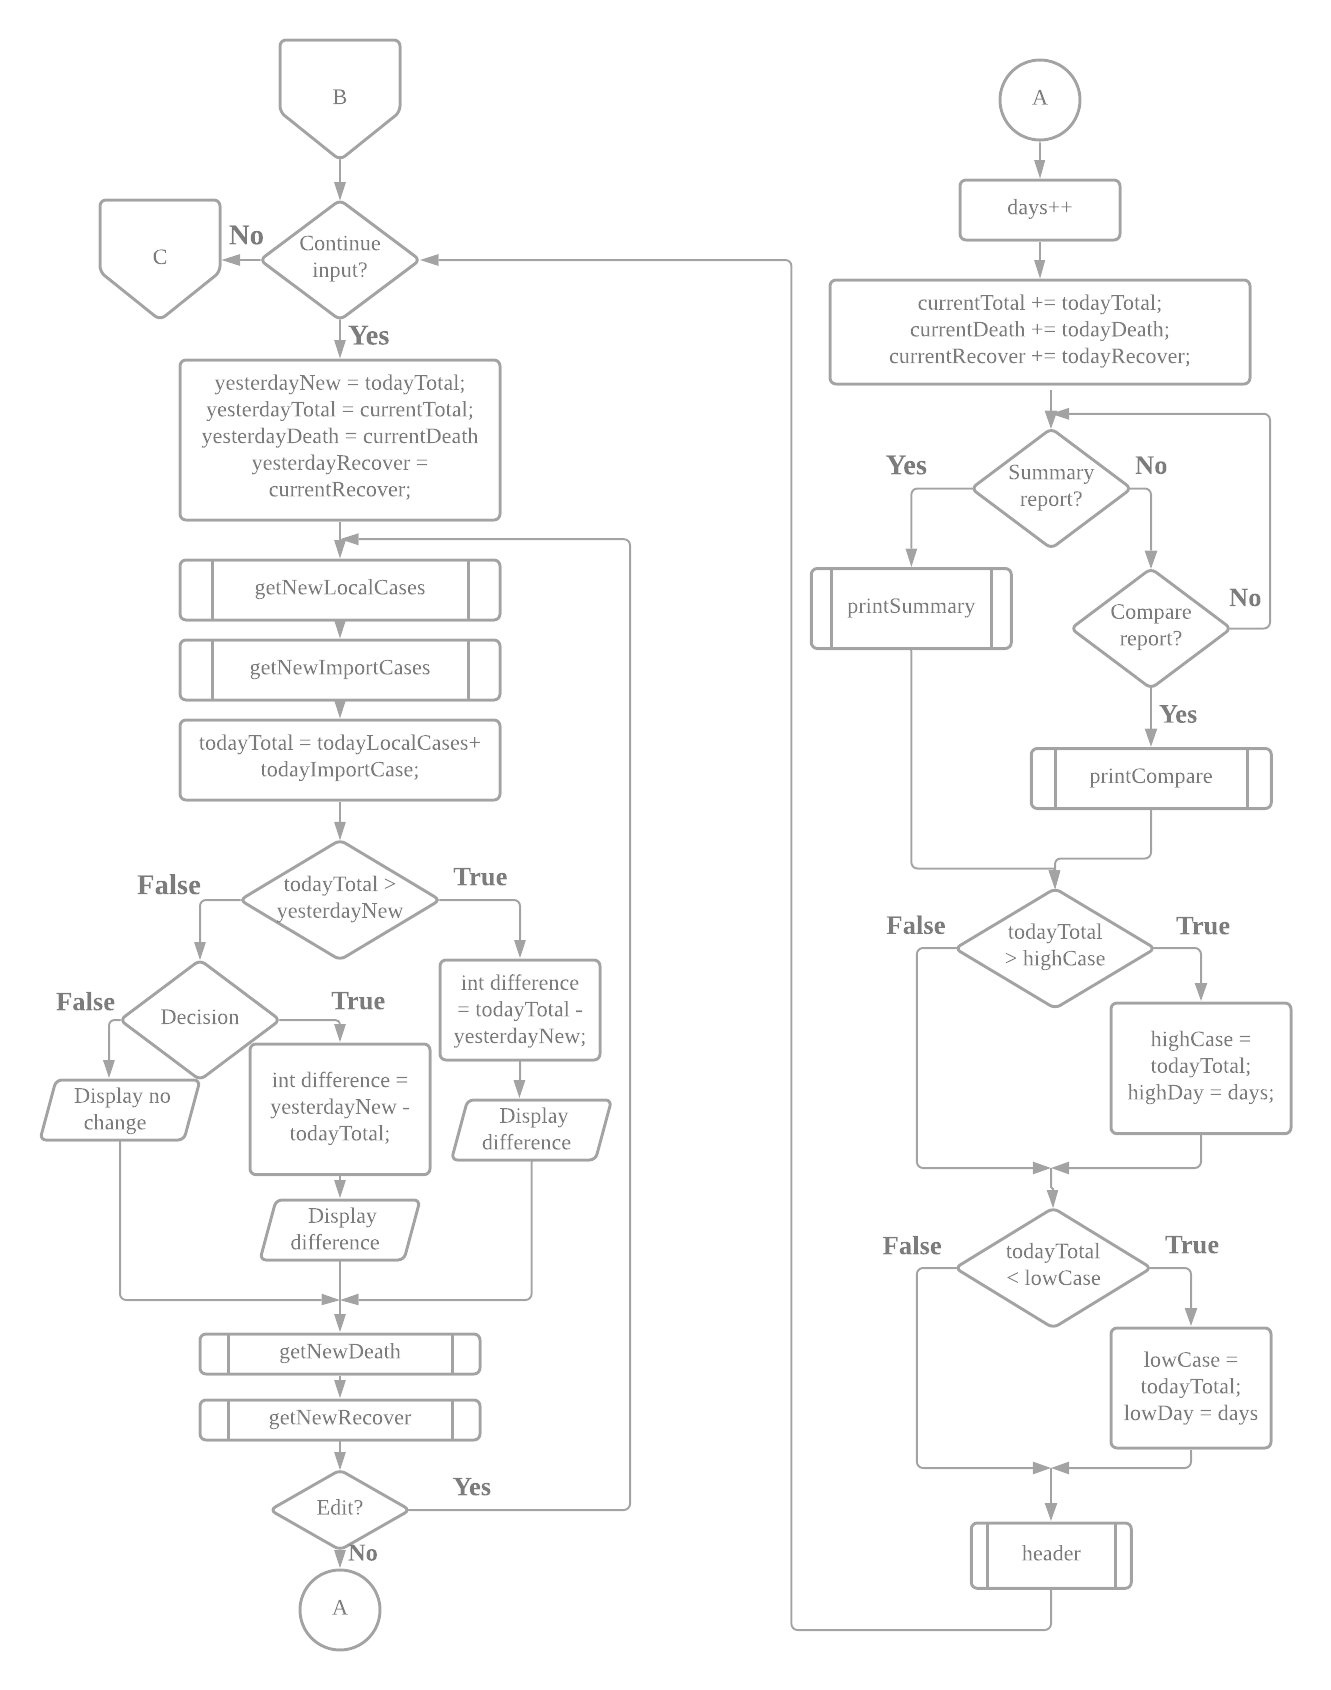 B
C
No
Continue
input?
Yes
yesterdayNew = todayTotal;
yesterdayTotal = currentTotal;
yesterdayDeath = currentDeath
yesterdayRecover =
currentRecover;
getNewLocalCases
getNewImportCases
todayTotal = todayLocalCases+
todayImportCase;
False
todayTotal >
yesterdayNew
True
False
Decision
True
int difference
= todayTotal -
yesterdayNew;
Display no
change
int difference =
yesterdayNew -
todayTotal;
Display
difference
Display
difference
getNewDeath
getNewRecover
Edit?
Yes
No
A
A
days++
currentTotal += todayTotal;
currentDeath += todayDeath;
currentRecover += todayRecover;
Yes
Summary
report?
No
printSummary
Compare
report?
No
Yes
printCompare
False
todayTotal
> highCase
True
highCase =
todayTotal;
highDay = days;
False
todayTotal
< lowCase
True
lowCase =
todayTotal;
lowDay = days
header